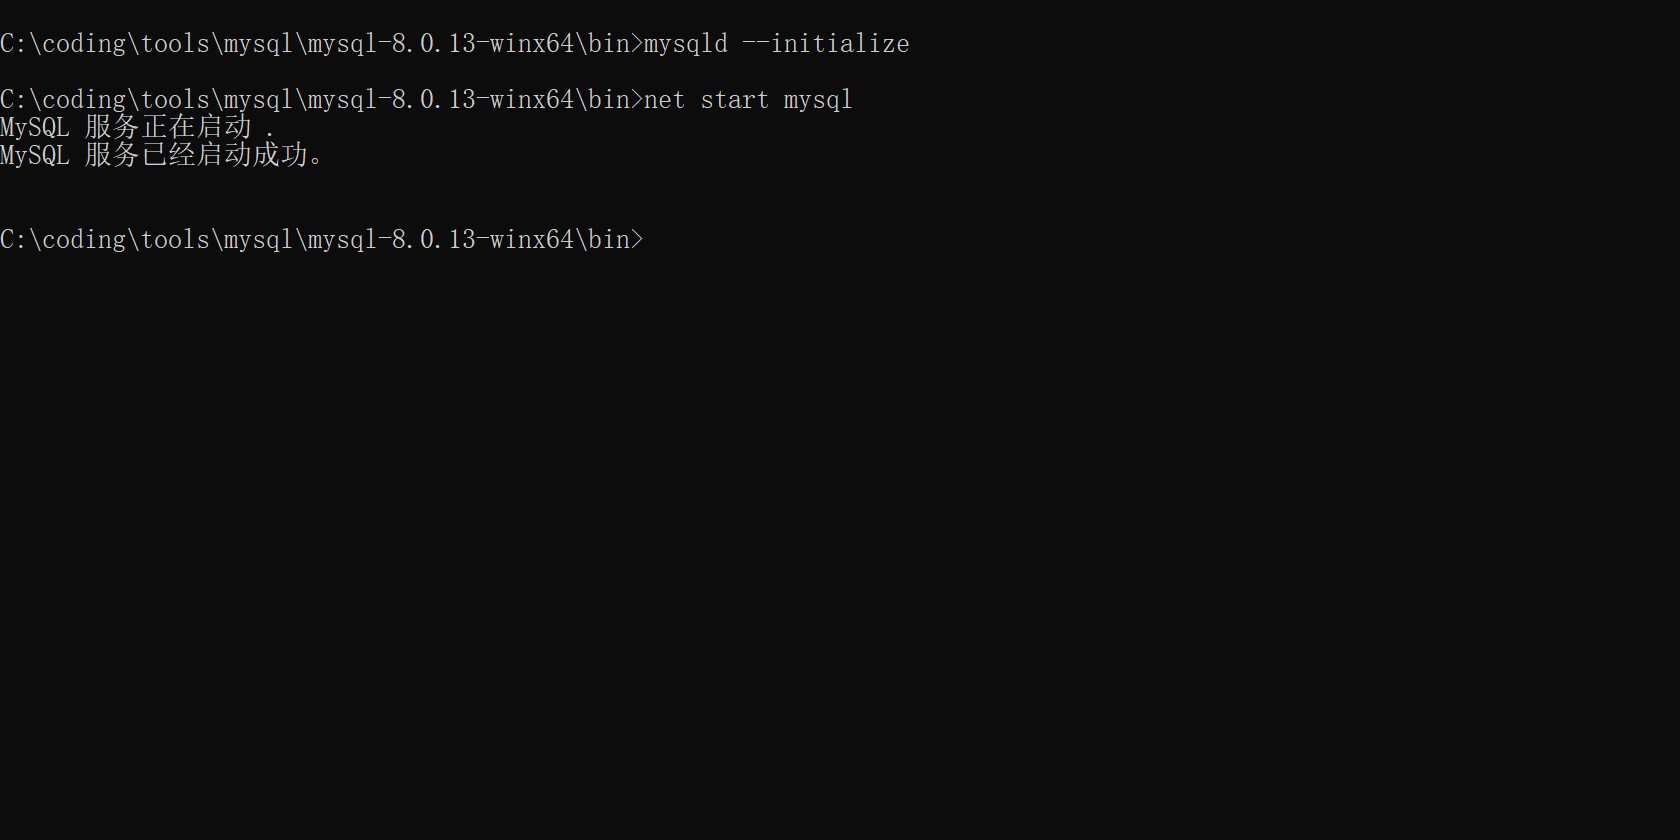 C:\coding\tools\mysql\mysql-8.0.13-winx64\bin>mysqld --initialize
C:\coding\tools\mysql\mysql-8.0.13-winx64\bin>net start mysql
MySQL 服务正在启动 .
MySQL 服务已经启动成功。
C:\coding\tools\mysql\mysql-8.0.13-winx64\bin>